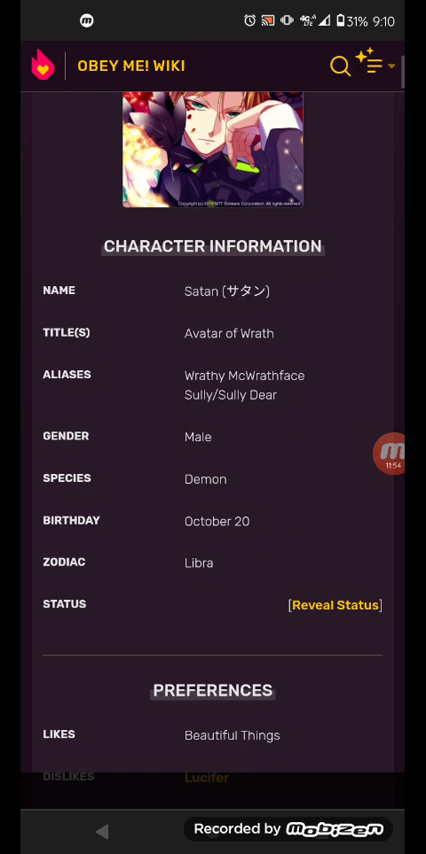 31% 9:10
OBEY ME! WIKI
CHARACTER INFORMATION
NAME Satan (サタン)
TITLE(S) Avatar of Wrath
ALIASES Wrathy McWrathface
Sully/Sully Dear
GENDER Male
11:54
SPECIES Demon
BIRTHDAY October 20
ZODIAC Libra
STATUS [Reveal Status]
PREFERENCES
LIKES Beautiful Things
DISLIKES Lucifer
Recorded by mobizen